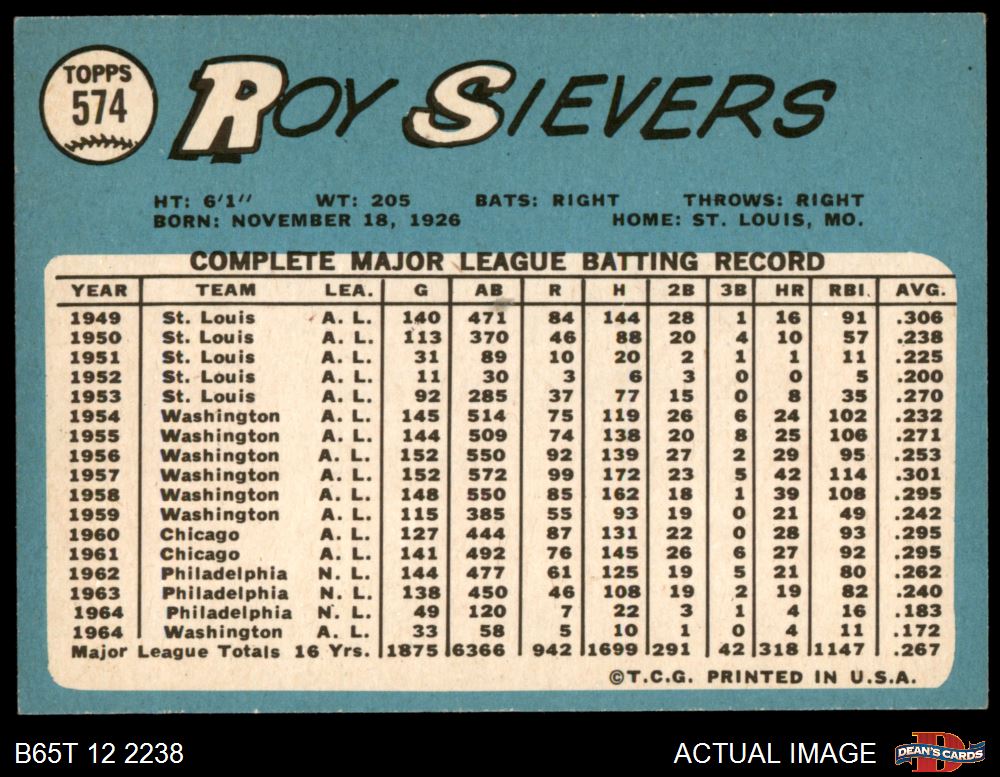 TOPPS
574
ROY SIEVERS
HT: 6'1" WT: 205 BATS: RIGHT THROWS: RIGHT
BORN: NOVEMBER 18, 1926 HOME: ST. LOUIS, MO.
COMPLETE MAJOR LEAGUE BATTING RECORD
YEAR TEAM LEA. G AB R H 2B 3B HR RBI. AVG.
1949 St. Louis A. L. 140 471 84 144 28 1 16 91 .306
1950 St. Louis A. L. 113 370 46 88 20 4 10 57 .238
1951 St. Louis A. L. 31 89 10 20 2 1 1 11 .225
1952 St. Louis A. L. 11 30 3 6 3 0 0 5 .200
1953 St. Louis A. L. 92 285 37 77 15 0 8 35 .270
1954 Washington A. L. 145 514 75 119 26 6 24 102 .232
1955 Washington A. L. 144 509 74 138 20 8 25 106 .271
1956 Washington A. L. 152 550 92 139 27 2 29 95 .253
1957 Washington A. L. 152 572 99 172 23 5 42 114 .301
1958 Washington A. L. 148 550 85 162 18 1 39 108 .295
1959 Washington A. L. 115 385 55 93 19 0 21 49 .242
1960 Chicago A. L. 127 444 87 131 22 0 28 93 .295
1961 Chicago A. L. 141 492 76 145 26 6 27 92 .295
1962 Philadelphia N. L. 144 477 61 125 19 5 21 80 .262
1963 Philadelphia N. L. 138 450 46 108 19 2 19 82 .240
1964 Philadelphia N. L. 49 120 7 22 3 1 4 16 .183
1964 Washington A. L. 33 58 5 10 1 0 4 11 .172
Major League Totals 16 Yrs. 1875 6366 942 1699 291 42 318 1147 .267
©T.C.G. PRINTED IN U.S.A.
B65T 12 2238 ACTUAL IMAGE D DEAN'S CARDS